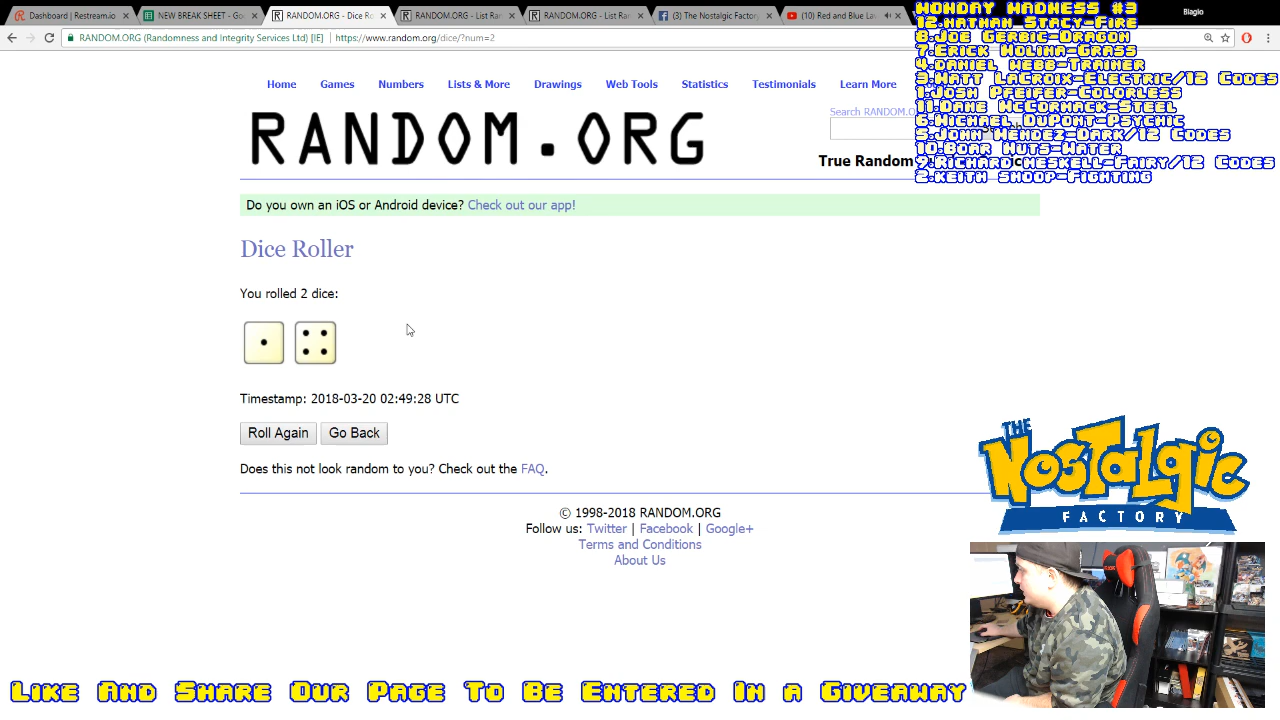 Dashboard | Restream.io
NEW BREAK SHEET - Go
RANDOM.ORG - Dice Ro
RANDOM.ORG - List Ran
RANDOM.ORG - List Ra
(3) The Nostalgic Factor
(10) Red and Blue La
Biagio
RANDOM.ORG (Randomness and Integrity Services Ltd) [IE]
https://www.random.org/dice/?num=2
Monday Madness #3
12.Nathan Stacy-Fire
8.Joe Gerbic-Dragon
7.Erick Molina-Grass
4.Daniel Webb-Trainer
3.Matt LaCroix-Electric/12 Codes
1.Josh Pfeifer-Colorless
11.Dane McCormack-Steel
6.Michael DuPont-Psychic
5.John Mendez-Dark/12 Codes
10.Boar Nuts-Water
9.Richard Meskell-Fairy/12 Codes
2.Keith Shoop-Fighting
Home Games Numbers Lists & More Drawings Web Tools Statistics Testimonials Learn More
RANDOM.ORG
Search RANDOM.O
True Random
Do you own an iOS or Android device? Check out our app!
Dice Roller
You rolled 2 dice:
Timestamp: 2018-03-20 02:49:28 UTC
Roll Again Go Back
Does this not look random to you? Check out the FAQ.
© 1998-2018 RANDOM.ORG
Follow us: Twitter | Facebook | Google+
Terms and Conditions
About Us
THE
NOSTALGIC
FACTORY
Like And Share Our Page To Be Entered In a Giveaway